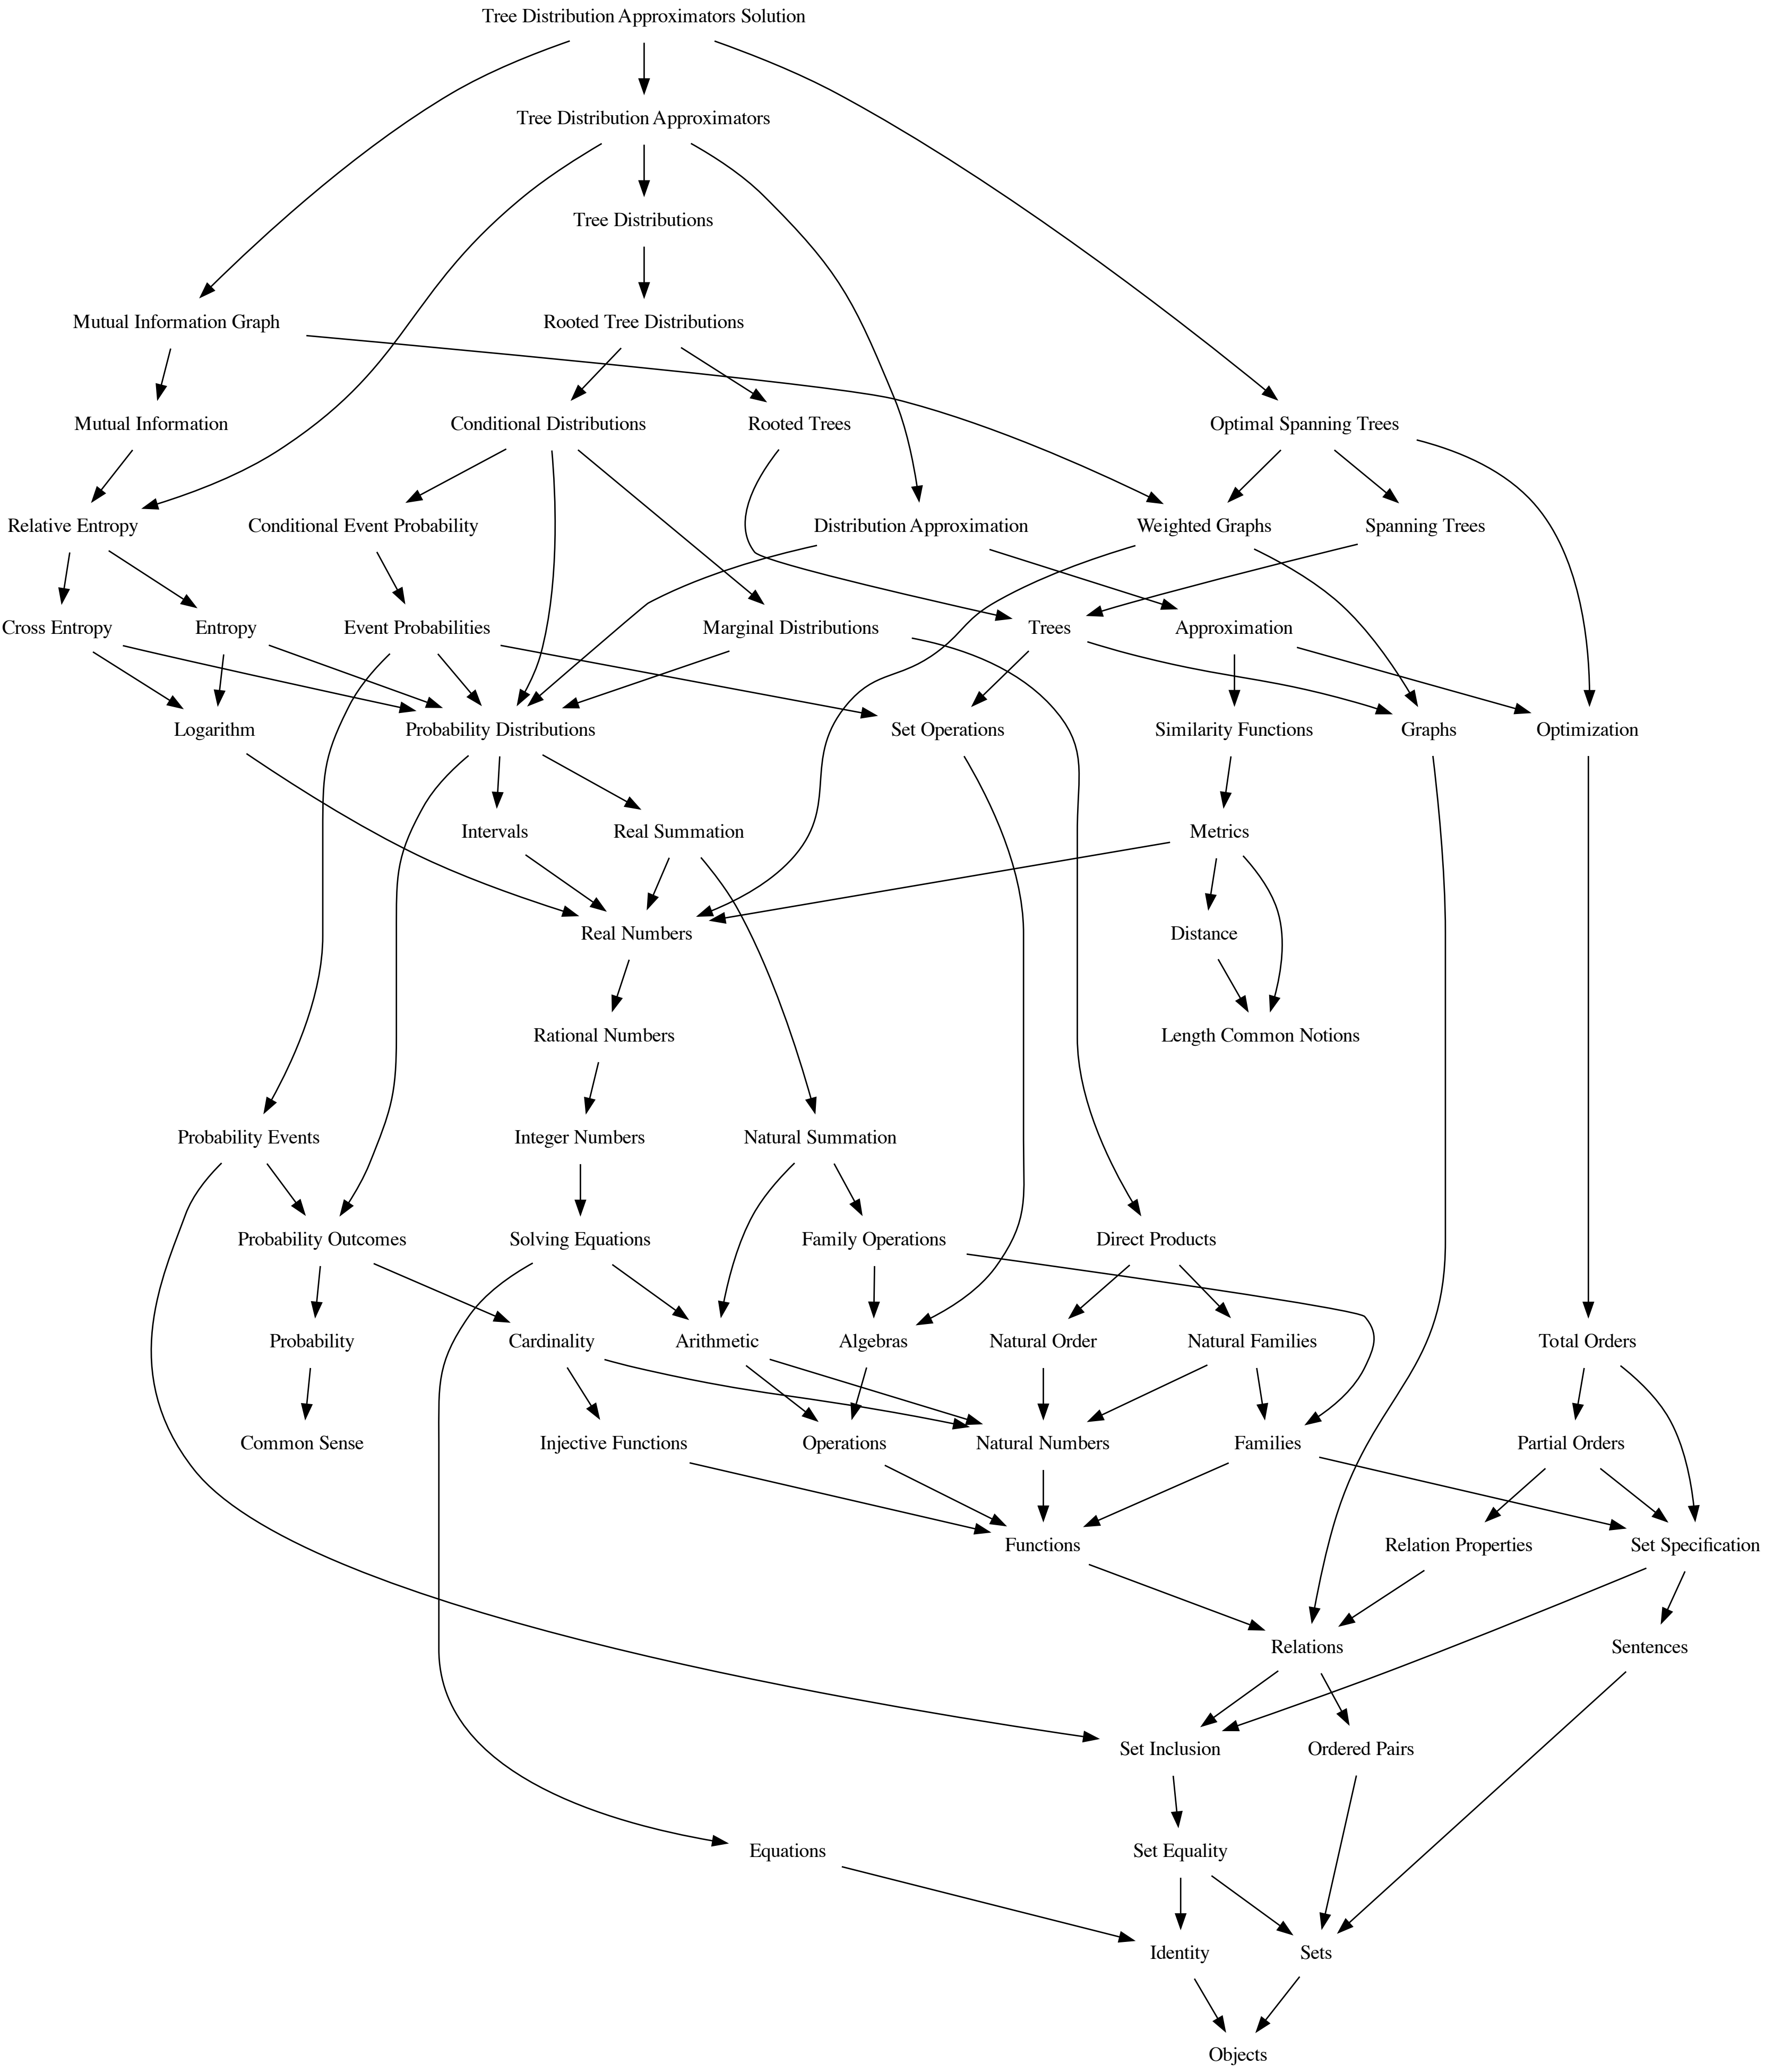 Tree Distribution Approximators Solution
Tree Distribution Approximators
Tree Distributions
Mutual Information Graph
Rooted Tree Distributions
Mutual Information
Conditional Distributions
Rooted Trees
Optimal Spanning Trees
Relative Entropy
Conditional Event Probability
Distribution Approximation
Weighted Graphs
Spanning Trees
Cross Entropy
Entropy
Event Probabilities
Marginal Distributions
Trees
Approximation
Logarithm
Probability Distributions
Set Operations
Similarity Functions
Graphs
Optimization
Intervals
Real Summation
Metrics
Real Numbers
Distance
Rational Numbers
Length Common Notions
Probability Events
Integer Numbers
Natural Summation
Probability Outcomes
Solving Equations
Family Operations
Direct Products
Probability
Cardinality
Arithmetic
Algebras
Natural Order
Natural Families
Total Orders
Common Sense
Injective Functions
Operations
Natural Numbers
Families
Partial Orders
Functions
Relation Properties
Set Specification
Relations
Sentences
Set Inclusion
Ordered Pairs
Equations
Set Equality
Identity
Sets
Objects